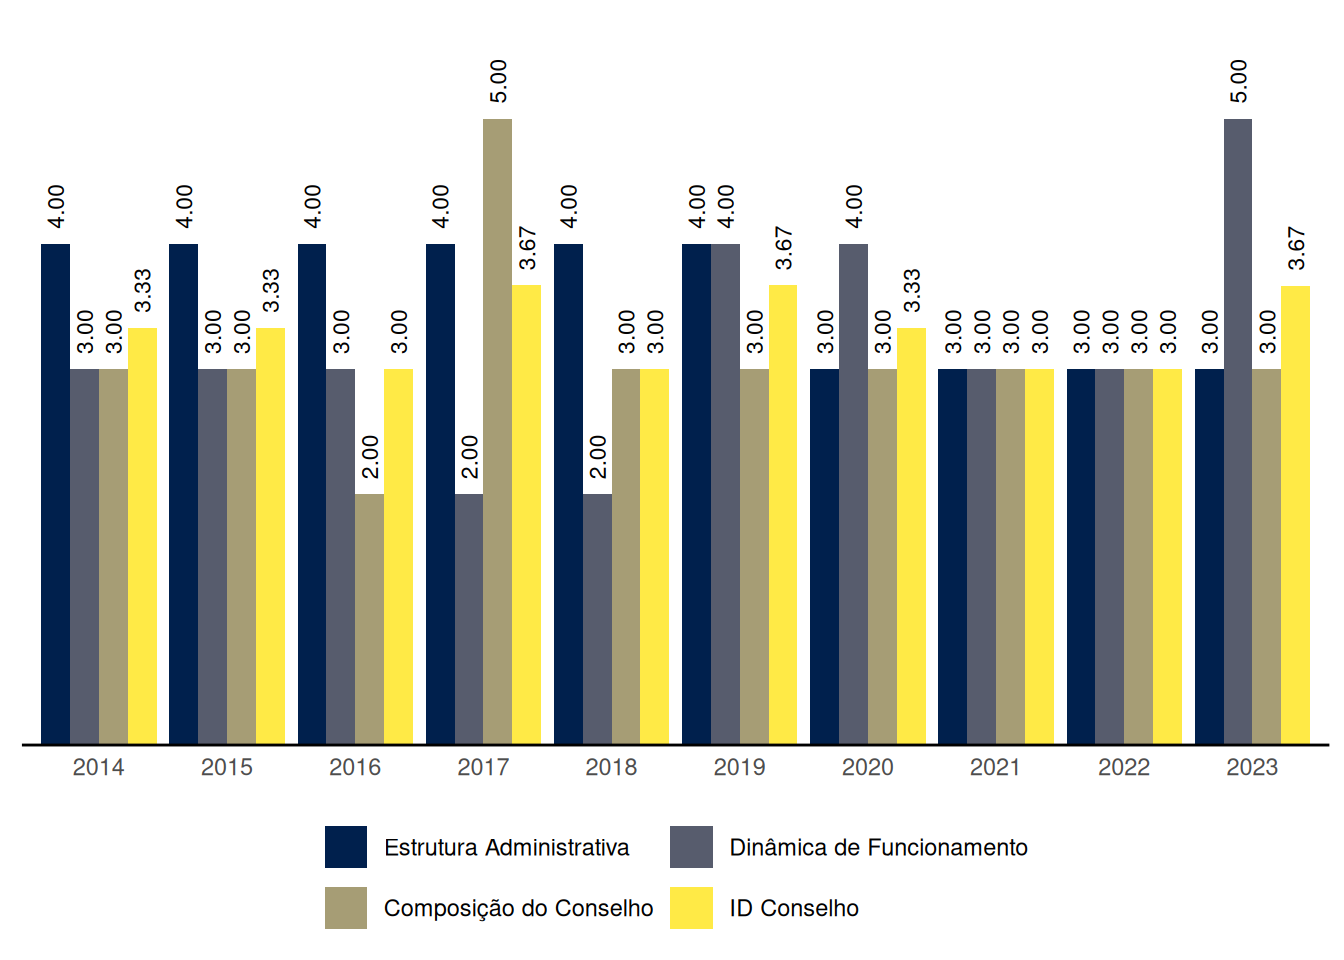 4.00 3.00 3.00 3.33 4.00 3.00 3.00 3.33 4.00 3.00 2.00 3.00 4.00 2.00 5.00 3.67 4.00 2.00 3.00 3.00 4.00 4.00 3.00 3.67 3.00 4.00 3.00 3.33 3.00 3.00 3.00 3.00 3.00 3.00 3.00 3.00 3.00 5.00 3.00 3.67
2014 2015 2016 2017 2018 2019 2020 2021 2022 2023
Estrutura Administrativa Dinâmica de Funcionamento
Composição do Conselho ID Conselho